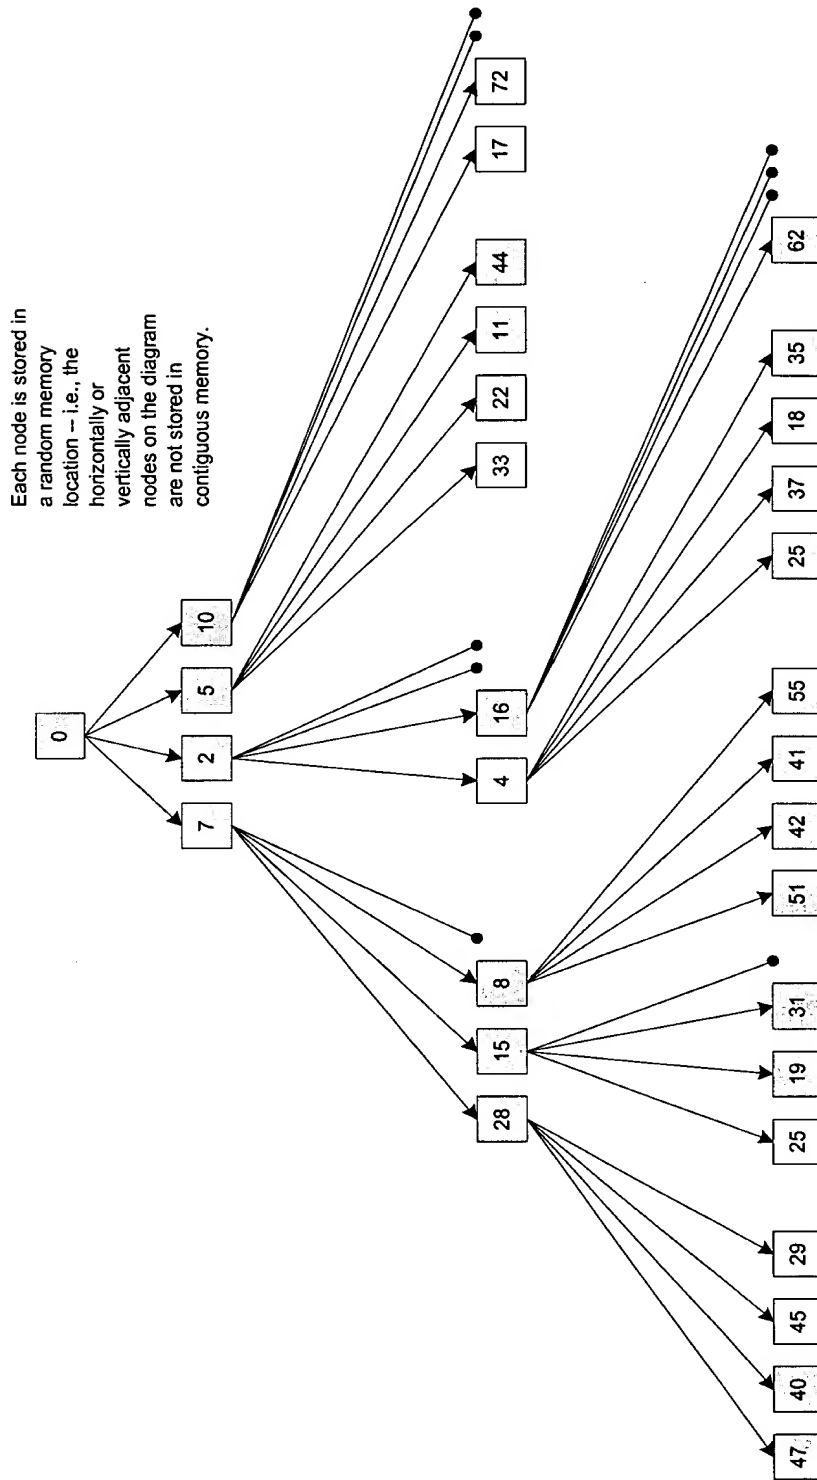 Each node is stored in
a random memory
location – i.e., the
horizontally or
vertically adjacent
nodes on the diagram
are not stored in
contiguous memory.
0
7 2 5 10
28 15 8 4 16 33 22 11 44 17 72
47 40 45 29 25 19 31 51 42 41 55 25 37 18 35 62